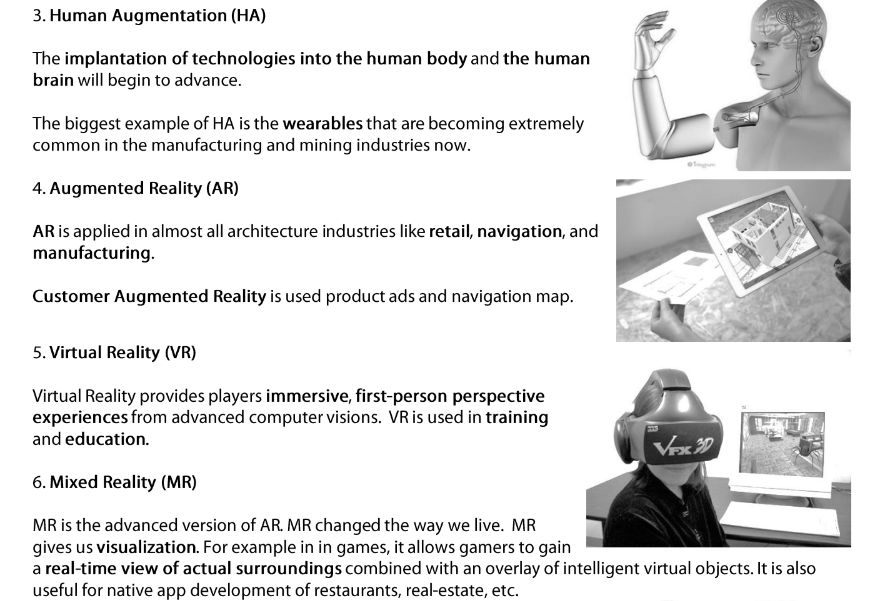 3. Human Augmentation (HA)
The implantation of technologies into the human body and the human
brain will begin to advance.
The biggest example of HA is the wearables that are becoming extremely
common in the manufacturing and mining industries now.
4. Augmented Reality (AR)
AR is applied in almost all architecture industries like retail, navigation, and
manufacturing.
Customer Augmented Reality is used product ads and navigation map.
5. Virtual Reality (VR)
Virtual Reality provides players immersive, first-person perspective
experiences from advanced computer visions. VR is used in training
and education.
VFX 3D
6. Mixed Reality (MR)
MR is the advanced version of AR. MR changed the way we live. MR
gives us visualization. For example in in games, it allows gamers to gain
a real-time view of actual surroundings combined with an overlay of intelligent virtual objects. It is also
useful for native app development of restaurants, real-estate, etc.